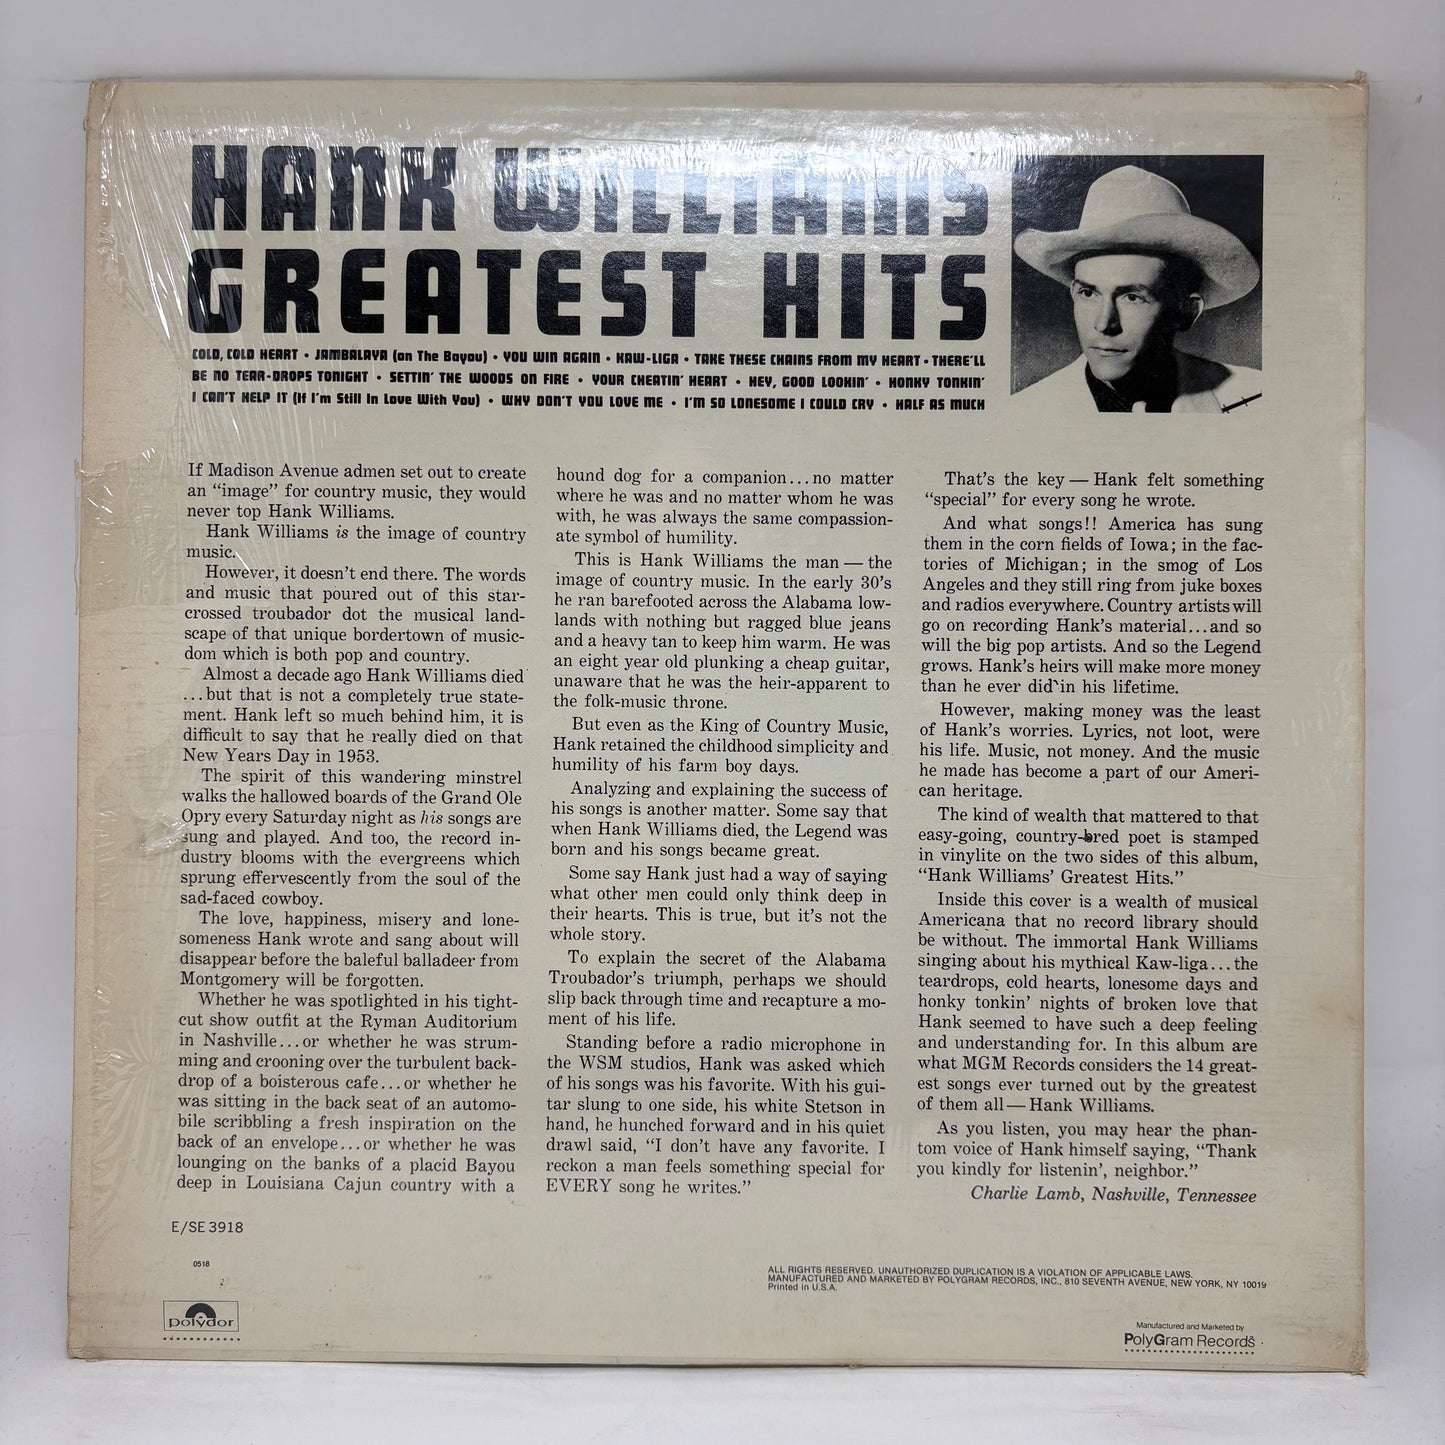 HANK WILLIAMS
GREATEST HITS
COLD, COLD HEART • JAMBALAYA (on The Bayou) • YOU WIN AGAIN • KAW-LIGA • TAKE THESE CHAINS FROM MY HEART • THERE'LL
BE NO TEAR-DROPS TONIGHT • SETTIN' THE WOODS ON FIRE • YOUR CHEATIN' HEART • HEY, GOOD LOOKIN' • HONKY TONKIN'
I CAN'T HELP IT (If I'm Still In Love With You) • WHY DON'T YOU LOVE ME • I'M SO LONESOME I COULD CRY • HALF AS MUCH
If Madison Avenue admen set out to create
an "image" for country music, they would
never top Hank Williams.
Hank Williams is the image of country
music.
However, it doesn't end there. The words
and music that poured out of this star-
crossed troubador dot the musical land-
scape of that unique bordertown of music-
dom which is both pop and country.
Almost a decade ago Hank Williams died
...but that is not a completely true state-
ment. Hank left so much behind him, it is
difficult to say that he really died on that
New Years Day in 1953.
The spirit of this wandering minstrel
walks the hallowed boards of the Grand Ole
Opry every Saturday night as his songs are
sung and played. And too, the record in-
dustry blooms with the evergreens which
sprung effervescently from the soul of the
sad-faced cowboy.
The love, happiness, misery and lone-
someness Hank wrote and sang about will
disappear before the baleful balladeer from
Montgomery will be forgotten.
Whether he was spotlighted in his tight-
cut show outfit at the Ryman Auditorium
in Nashville...or whether he was strum-
ming and crooning over the turbulent back-
drop of a boisterous cafe...or whether he
was sitting in the back seat of an automo-
bile scribbling a fresh inspiration on the
back of an envelope...or whether he was
lounging on the banks of a placid Bayou
deep in Louisiana Cajun country with a
hound dog for a companion...no matter
where he was and no matter whom he was
with, he was always the same compassion-
ate symbol of humility.
This is Hank Williams the man — the
image of country music. In the early 30's
he ran barefooted across the Alabama low-
lands with nothing but ragged blue jeans
and a heavy tan to keep him warm. He was
an eight year old plunking a cheap guitar,
unaware that he was the heir-apparent to
the folk-music throne.
But even as the King of Country Music,
Hank retained the childhood simplicity and
humility of his farm boy days.
Analyzing and explaining the success of
his songs is another matter. Some say that
when Hank Williams died, the Legend was
born and his songs became great.
Some say Hank just had a way of saying
what other men could only think deep in
their hearts. This is true, but it's not the
whole story.
To explain the secret of the Alabama
Troubador's triumph, perhaps we should
slip back through time and recapture a mo-
ment of his life.
Standing before a radio microphone in
the WSM studios, Hank was asked which
of his songs was his favorite. With his gui-
tar slung to one side, his white Stetson in
hand, he hunched forward and in his quiet
drawl said, "I don't have any favorite. I
reckon a man feels something special for
EVERY song he writes."
That's the key — Hank felt something
"special" for every song he wrote.
And what songs!! America has sung
them in the corn fields of Iowa; in the fac-
tories of Michigan; in the smog of Los
Angeles and they still ring from juke boxes
and radios everywhere. Country artists will
go on recording Hank's material...and so
will the big pop artists. And so the Legend
grows. Hank's heirs will make more money
than he ever did in his lifetime.
However, making money was the least
of Hank's worries. Lyrics, not loot, were
his life. Music, not money. And the music
he made has become a part of our Ameri-
can heritage.
The kind of wealth that mattered to that
easy-going, country-bred poet is stamped
in vinylite on the two sides of this album,
"Hank Williams' Greatest Hits."
Inside this cover is a wealth of musical
Americana that no record library should
be without. The immortal Hank Williams
singing about his mythical Kaw-liga...the
teardrops, cold hearts, lonesome days and
honky tonkin' nights of broken love that
Hank seemed to have such a deep feeling
and understanding for. In this album are
what MGM Records considers the 14 great-
est songs ever turned out by the greatest
of them all — Hank Williams.
As you listen, you may hear the phan-
tom voice of Hank himself saying, "Thank
you kindly for listenin', neighbor."
Charlie Lamb, Nashville, Tennessee
E/SE 3918
0518
ALL RIGHTS RESERVED. UNAUTHORIZED DUPLICATION IS A VIOLATION OF APPLICABLE LAWS.
MANUFACTURED AND MARKETED BY POLYGRAM RECORDS, INC., 810 SEVENTH AVENUE, NEW YORK, NY 10019
Printed in U.S.A.
polydor
Manufactured and Marketed by
PolyGram Records